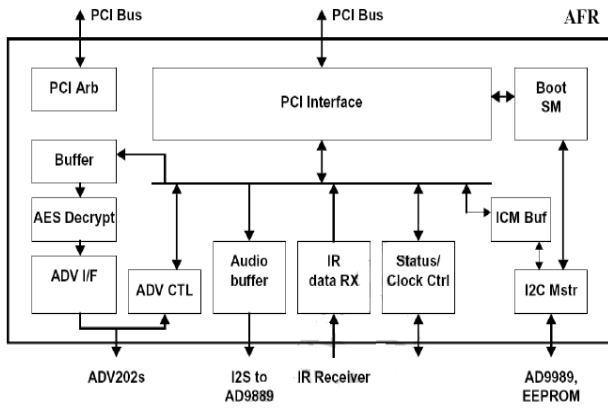 PCI Bus
PCI Bus
AFR
PCI Arb
PCI Interface
Boot
SM
Buffer
AES Decrypt
ICM Buf
ADV I/F
ADV CTL
Audio
buffer
IR
data RX
Status/
Clock Ctrl
I2C Mstr
ADV202s
I2S to
AD9889
IR Receiver
AD9989,
EEPROM